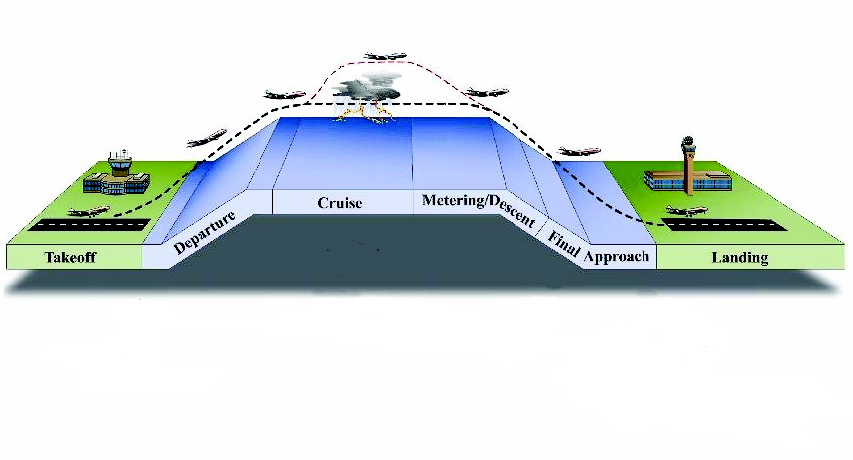 Takeoff
Departure
Cruise
Metering/Descent
Final Approach
Landing